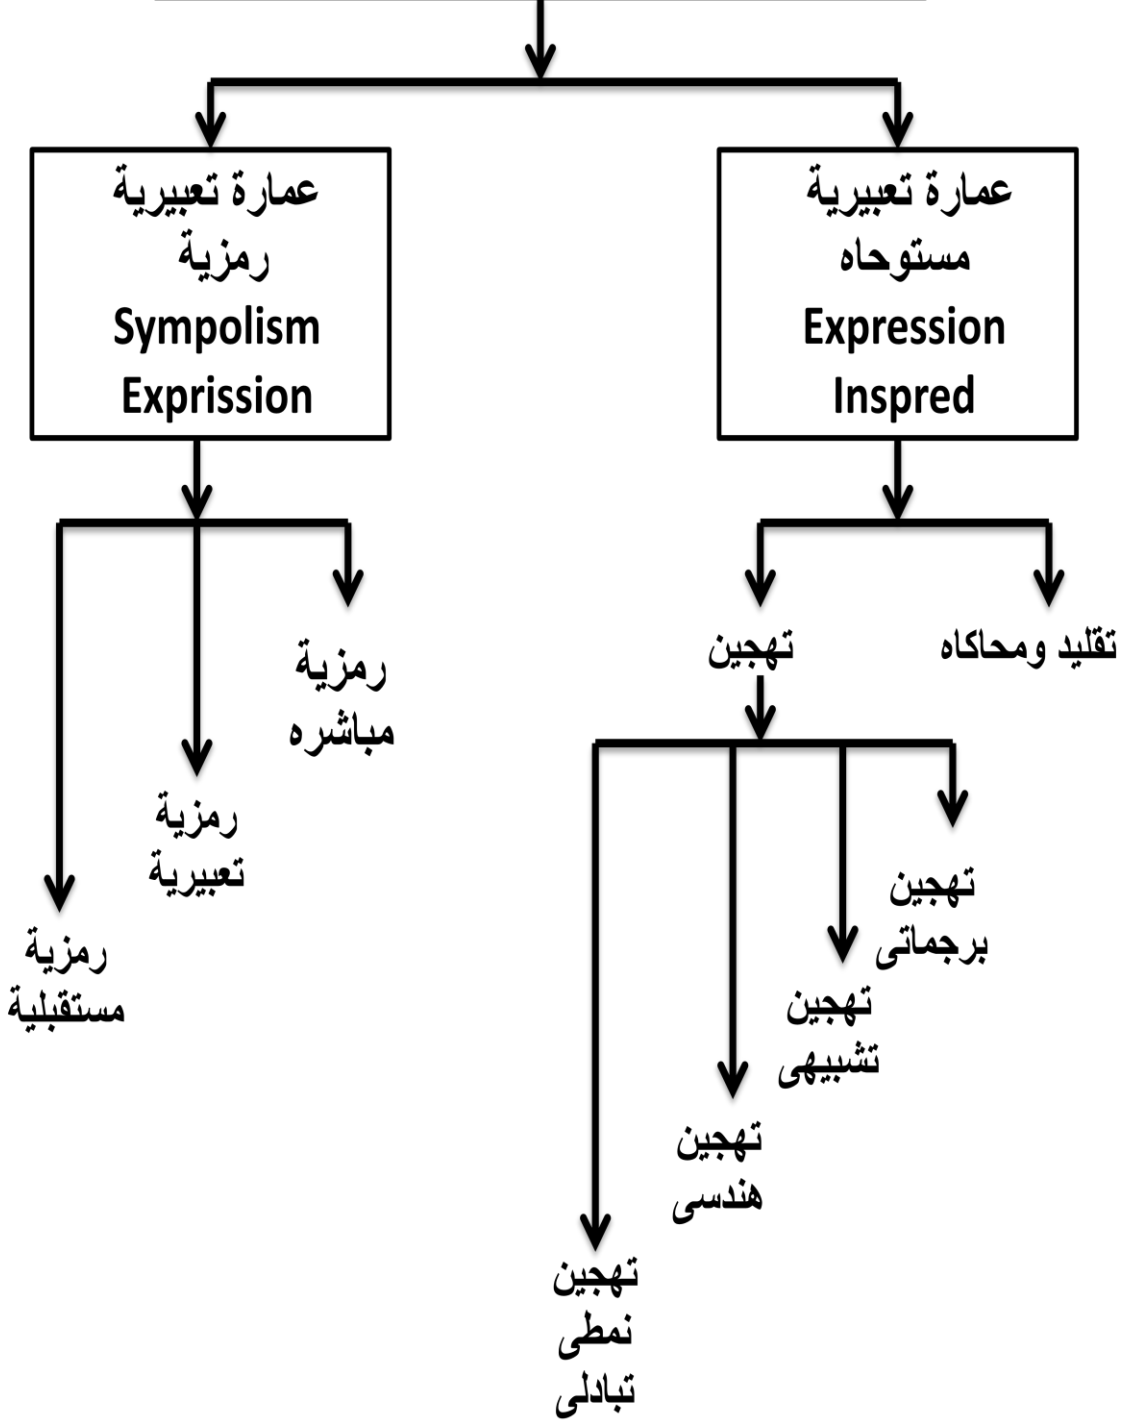 عمارة تعبيرية
مستوحاه
Expression
Inspred
عمارة تعبيرية
رمزية
Sympolism
Exprission
تقليد ومحاكاه
تهجين
تهجين
برجماتى
تهجين
تشبيهى
تهجين
هندسى
تهجين
نمطى
تبادلى
رمزية
مباشره
رمزية
تعبيرية
رمزية
مستقبلية